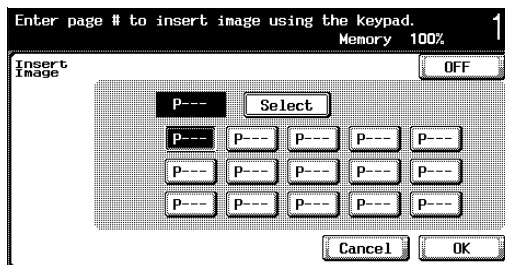 Enter page # to insert image using the keypad. 1
Memory 100%
Insert
Image
OFF
P--- Select
P--- P--- P--- P--- P---
P--- P--- P--- P--- P---
P--- P--- P--- P--- P---
Cancel OK